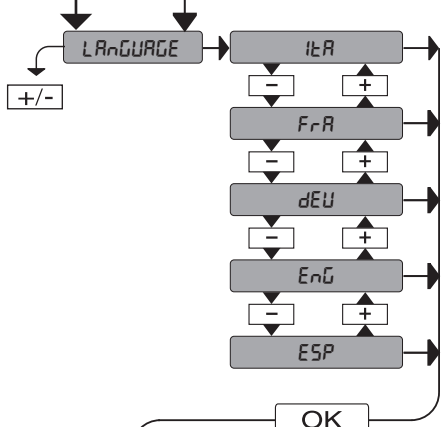 LAnGUAGE
ItA
+/-
- +
FrA
- +
dEU
- +
EnG
- +
ESP
OK